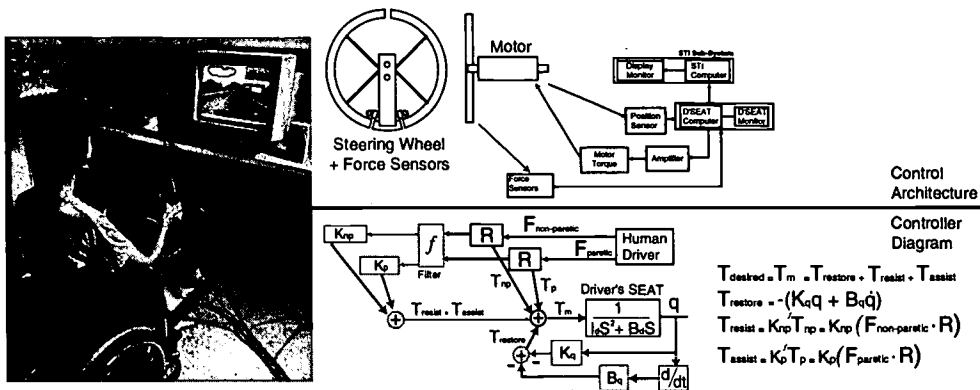 Motor
STI Sub-System
Display
Monitor
STI
Computer
Position
Sensor
D'SEAT
Computer
D'SEAT
Monitor
Steering Wheel
+ Force Sensors
Motor
Torque
Amplifier
Force
Sensors
Control
Architecture
Controller
Diagram
Knp
f
R
Fnon-paretic
Human
Driver
Kp
Filter
R
Fparetic
Tnp
Tp
Driver's SEAT
Tresist + Tassist
Tm
1
q
Trestore
Kq
Bq
d/dt
Tdesired = Tm = Trestore + Tresist + Tassist
Trestore = -(Kqq + Bqq̇)
Tresist = Knp'Tnp = Knp(Fnon-paretic · R)
Tassist = Kp'Tp = Kp(Fparetic · R)